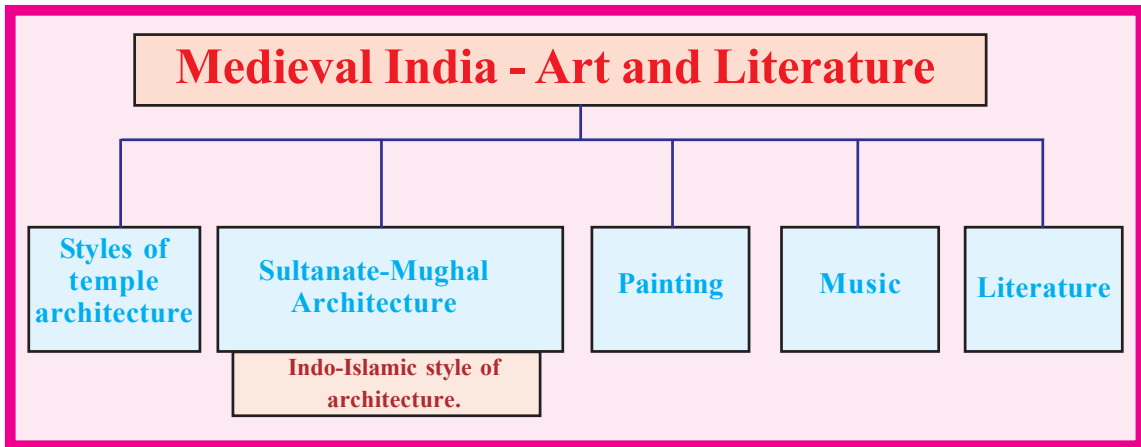 Medieval India - Art and Literature
Styles of
temple
architecture
Sultanate-Mughal
Architecture
Indo-Islamic style of
architecture.
Painting
Music
Literature